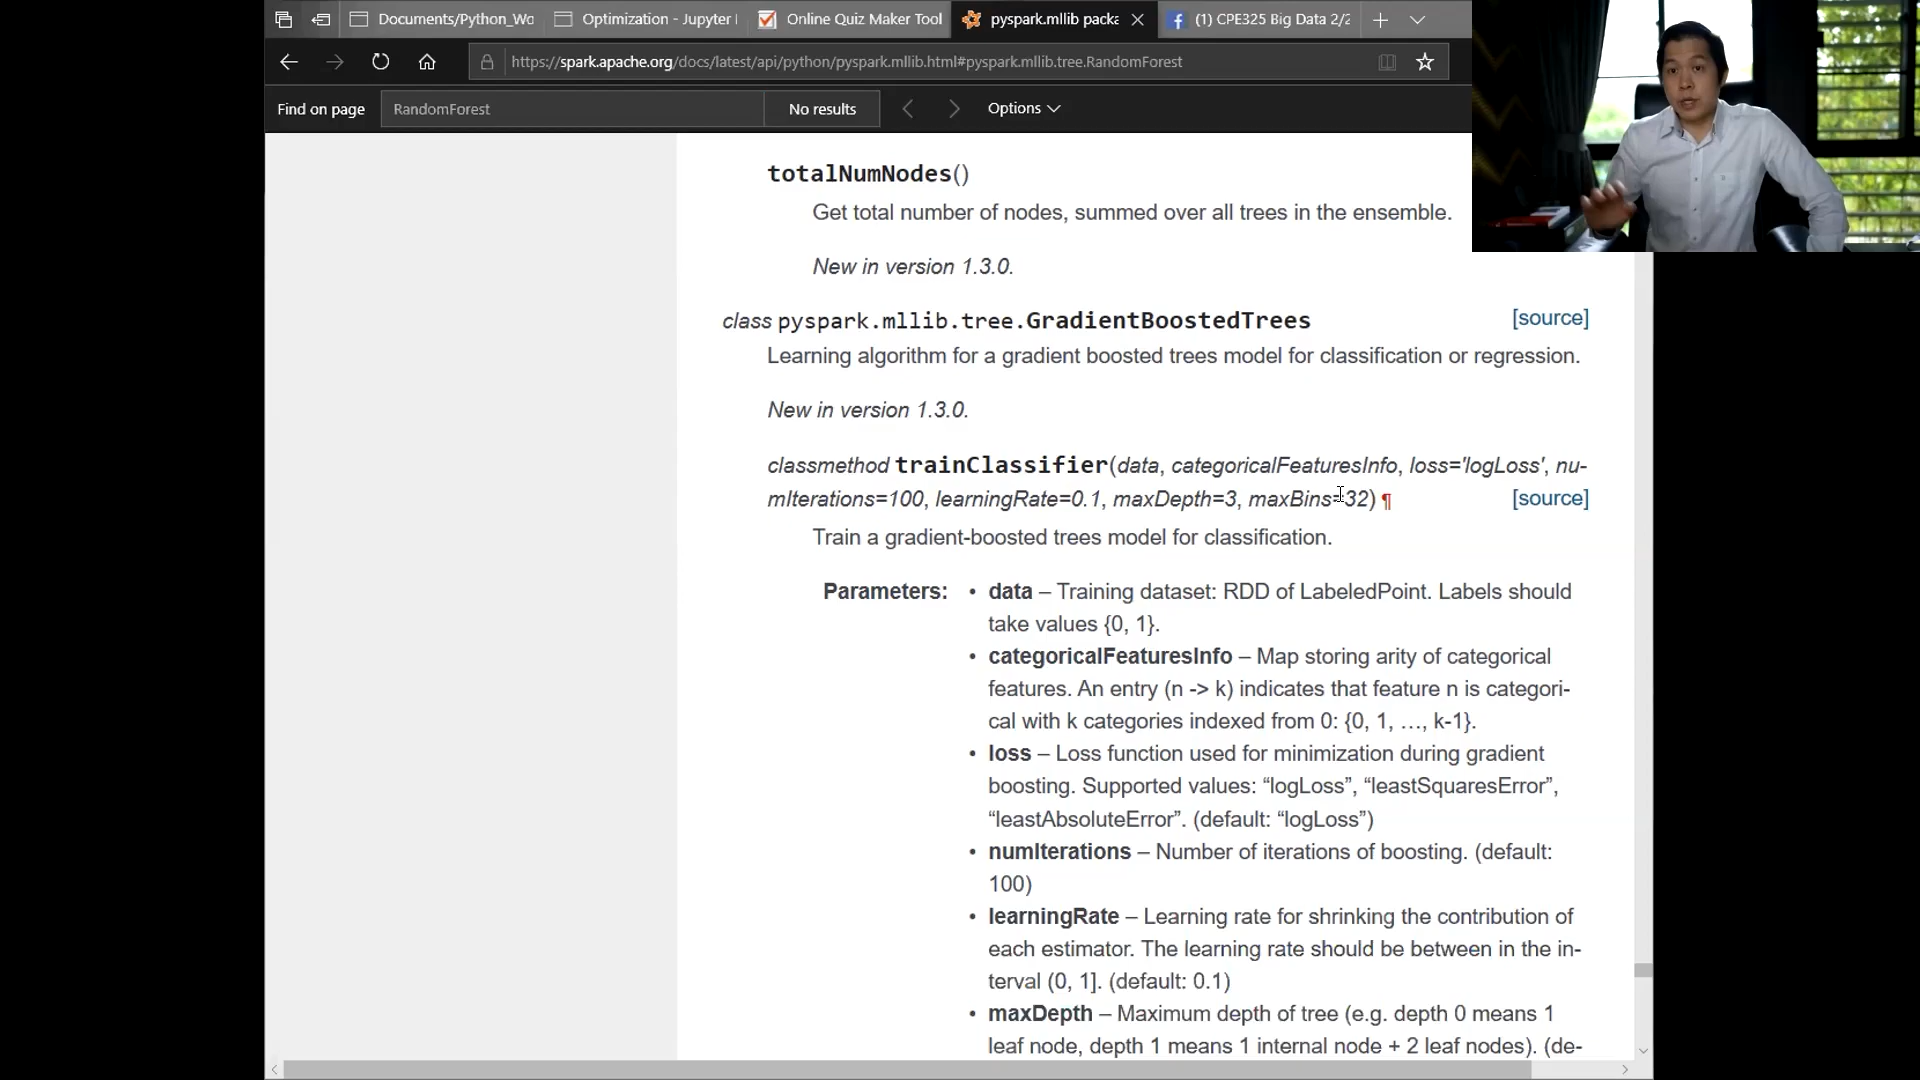 Documents/Python_Wo
Optimization - Jupyter
Online Quiz Maker Tool
pyspark.mllib packa
(1) CPE325 Big Data 2/2
https://spark.apache.org/docs/latest/api/python/pyspark.mllib.html#pyspark.mllib.tree.RandomForest
Find on page
RandomForest
No results
Options
totalNumNodes()
Get total number of nodes, summed over all trees in the ensemble.
New in version 1.3.0.
class pyspark.mllib.tree.GradientBoostedTrees [source]
Learning algorithm for a gradient boosted trees model for classification or regression.
New in version 1.3.0.
classmethod trainClassifier(data, categoricalFeaturesInfo, loss='logLoss', nu-
mIterations=100, learningRate=0.1, maxDepth=3, maxBins=32) ¶ [source]
Train a gradient-boosted trees model for classification.
Parameters:
• data – Training dataset: RDD of LabeledPoint. Labels should
take values {0, 1}.
• categoricalFeaturesInfo – Map storing arity of categorical
features. An entry (n -> k) indicates that feature n is categori-
cal with k categories indexed from 0: {0, 1, …, k-1}.
• loss – Loss function used for minimization during gradient
boosting. Supported values: “logLoss”, “leastSquaresError”,
“leastAbsoluteError”. (default: “logLoss”)
• numIterations – Number of iterations of boosting. (default:
100)
• learningRate – Learning rate for shrinking the contribution of
each estimator. The learning rate should be between in the in-
terval (0, 1]. (default: 0.1)
• maxDepth – Maximum depth of tree (e.g. depth 0 means 1
leaf node, depth 1 means 1 internal node + 2 leaf nodes). (de-